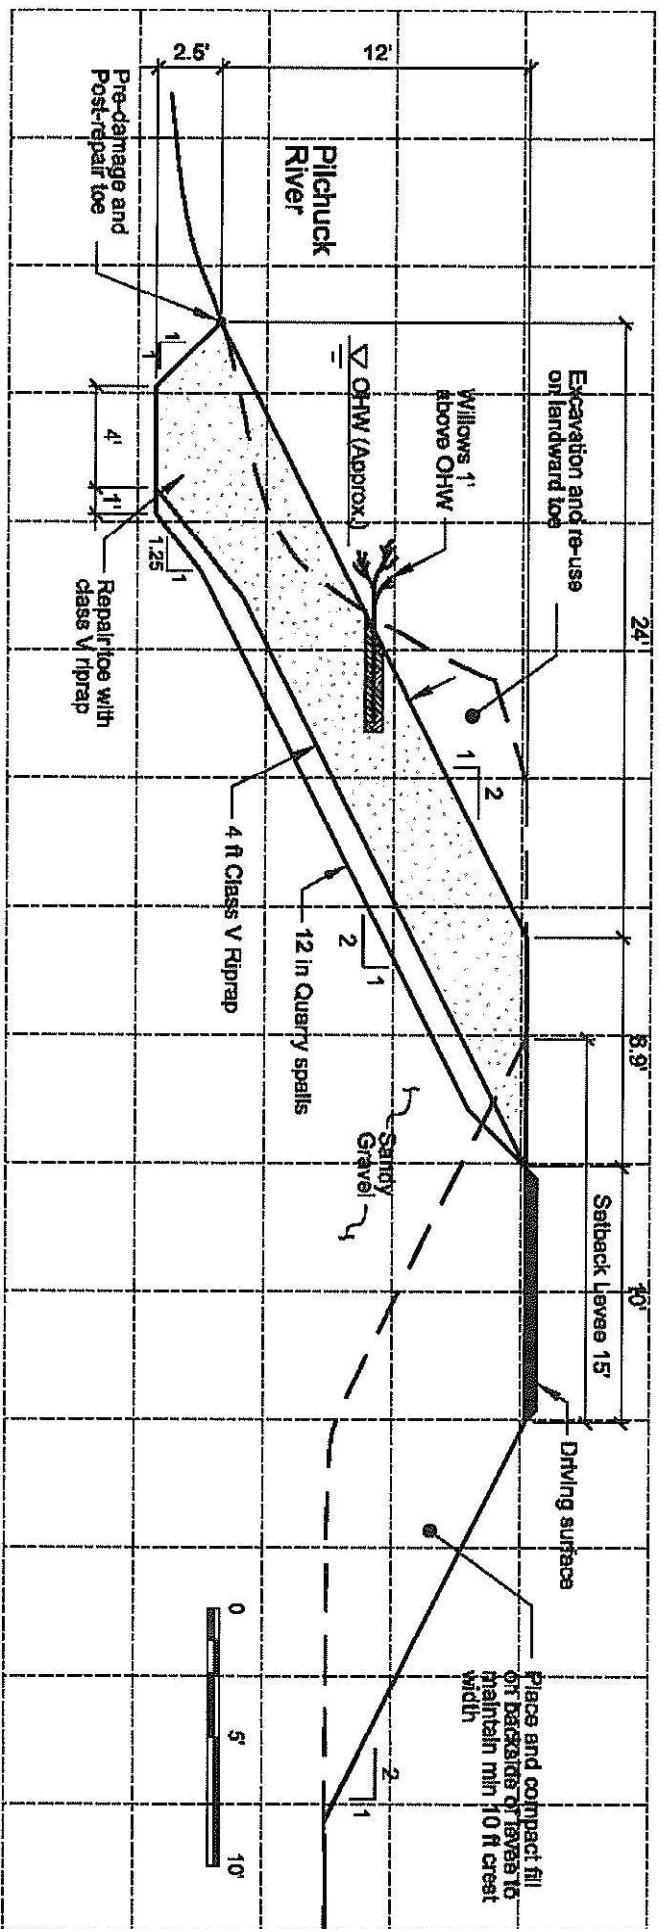 2.5'
12'
Pre-damage and
Post-repair toe
Pilchuck
River
Excavation and re-use
on landward toe
Willows 1'
above OHW
OHW (Approx.)
24'
8.9'
10'
Setback Levee 15'
Driving surface
1
1
4'
1'
1.25
1
Repair toe with
class V riprap
1
2
4 ft Class V Riprap
12 in Quarry spalls
2
1
Sandy
Gravel
Place and compact fill
on backside of levee to
maintain min 10 ft crest
width
2
1
0
5'
10'